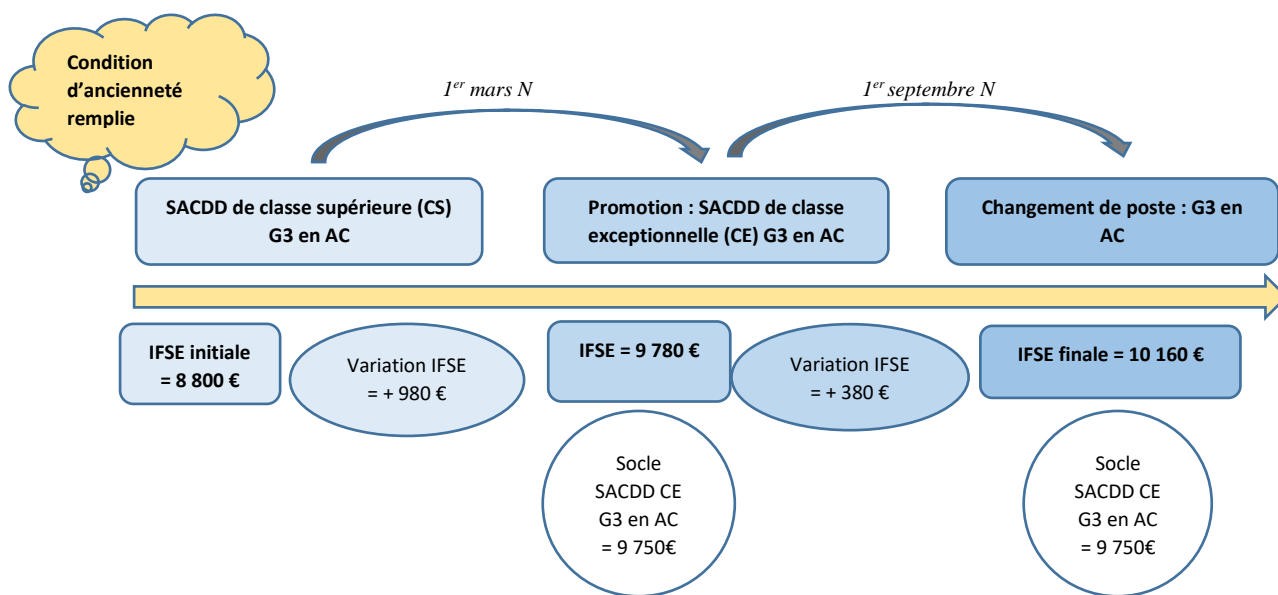 Condition
d’ancienneté
remplie
1er mars N
1er septembre N
SACDD de classe supérieure (CS)
G3 en AC
Promotion : SACDD de classe
exceptionnelle (CE) G3 en AC
Changement de poste : G3 en
AC
IFSE initiale
= 8 800 €
Variation IFSE
= + 980 €
IFSE = 9 780 €
Variation IFSE
= + 380 €
IFSE finale = 10 160 €
Socle
SACDD CE
G3 en AC
= 9 750€
Socle
SACDD CE
G3 en AC
= 9 750€